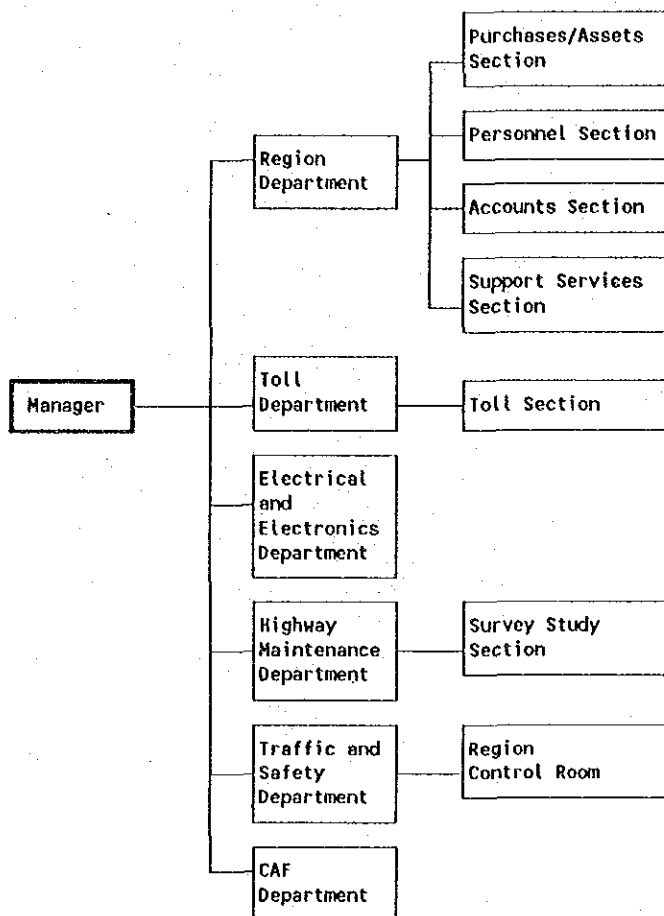 Purchases/Assets
Section
Personnel Section
Region
Department
Accounts Section
Support Services
Section
Manager
Toll
Department
Toll Section
Electrical
and
Electronics
Department
Highway
Maintenance
Department
Survey Study
Section
Traffic and
Safety
Department
Region
Control Room
CAF
Department